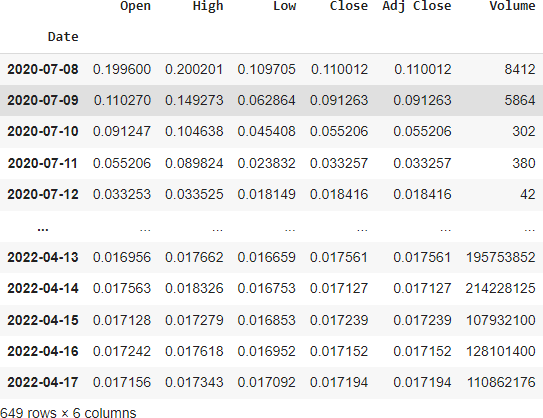 Open High Low Close Adj Close Volume
Date
2020-07-08 0.199600 0.200201 0.109705 0.110012 0.110012 8412
2020-07-09 0.110270 0.149273 0.062864 0.091263 0.091263 5864
2020-07-10 0.091247 0.104638 0.045408 0.055206 0.055206 302
2020-07-11 0.055206 0.089824 0.023832 0.033257 0.033257 380
2020-07-12 0.033253 0.033525 0.018149 0.018416 0.018416 42
... ... ... ... ... ... ...
2022-04-13 0.016956 0.017662 0.016659 0.017561 0.017561 195753852
2022-04-14 0.017563 0.018326 0.016753 0.017127 0.017127 214228125
2022-04-15 0.017128 0.017279 0.016853 0.017239 0.017239 107932100
2022-04-16 0.017242 0.017618 0.016952 0.017152 0.017152 128101400
2022-04-17 0.017156 0.017343 0.017092 0.017194 0.017194 110862176
649 rows × 6 columns